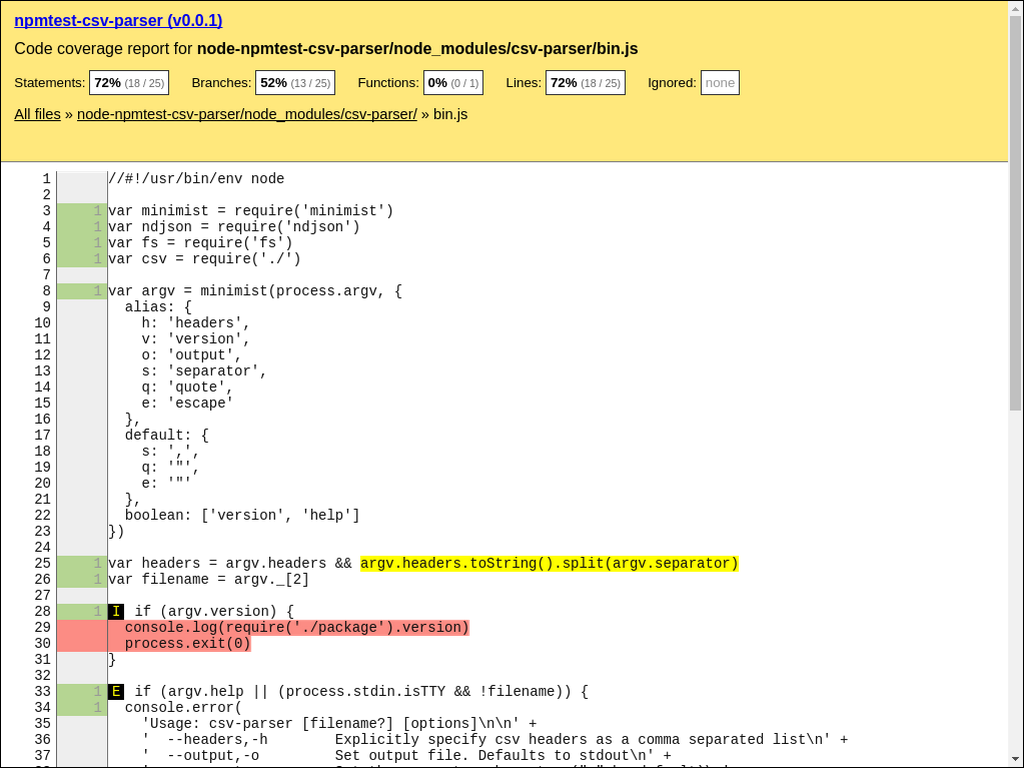 npmtest-csv-parser (v0.0.1)
Code coverage report for node-npmtest-csv-parser/node_modules/csv-parser/bin.js
Statements: 72% (18 / 25) Branches: 52% (13 / 25) Functions: 0% (0 / 1) Lines: 72% (18 / 25) Ignored: none
All files » node-npmtest-csv-parser/node_modules/csv-parser/ » bin.js
1 //#!/usr/bin/env node
2
3 1 var minimist = require('minimist')
4 1 var ndjson = require('ndjson')
5 1 var fs = require('fs')
6 1 var csv = require('./')
7
8 1 var argv = minimist(process.argv, {
9   alias: {
10     h: 'headers',
11     v: 'version',
12     o: 'output',
13     s: 'separator',
14     q: 'quote',
15     e: 'escape'
16   },
17   default: {
18     s: ',',
19     q: '"',
20     e: '"'
21   },
22   boolean: ['version', 'help']
23 })
24
25 1 var headers = argv.headers && argv.headers.toString().split(argv.separator)
26 1 var filename = argv._[2]
27
28 1 I if (argv.version) {
29   console.log(require('./package').version)
30   process.exit(0)
31 }
32
33 1 E if (argv.help || (process.stdin.isTTY && !filename)) {
34 1   console.error(
35     'Usage: csv-parser [filename?] [options]\n\n' +
36     '  --headers,-h        Explicitly specify csv headers as a comma separated list\n' +
37     '  --output,-o         Set output file. Defaults to stdout\n' +